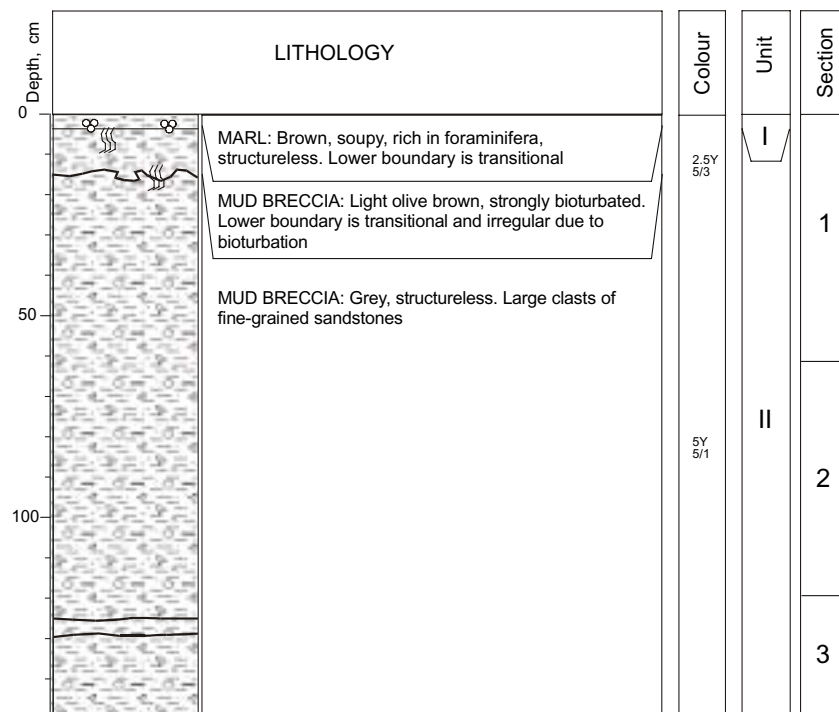 Depth, cm
LITHOLOGY
Colour
Unit
Section
0
MARL: Brown, soupy, rich in foraminifera,
structureless. Lower boundary is transitional
I
2.5Y
5/3
MUD BRECCIA: Light olive brown, strongly bioturbated.
Lower boundary is transitional and irregular due to
bioturbation
1
MUD BRECCIA: Grey, structureless. Large clasts of
fine-grained sandstones
50
II
5Y
5/1
2
100
3